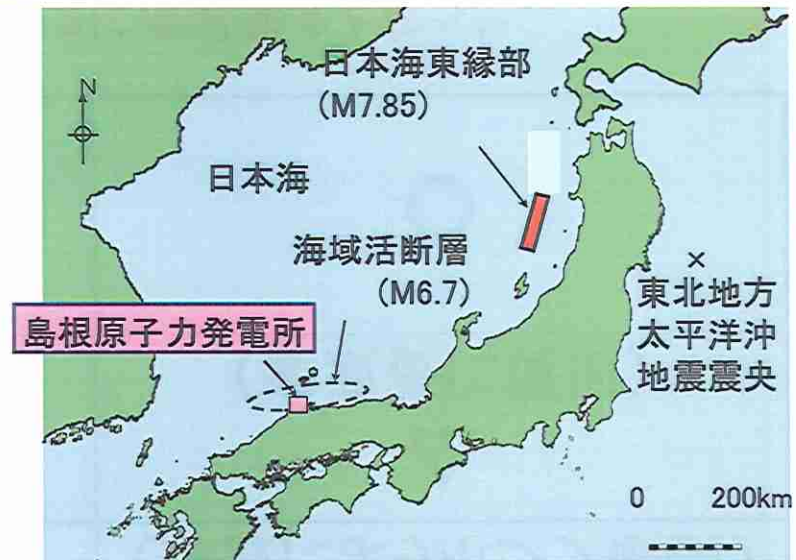 日本海東縁部
(M7.85)
N
日本海
海域活断層
(M6.7)
島根原子力発電所
×
東北地方
太平洋沖
地震震央
0 200km